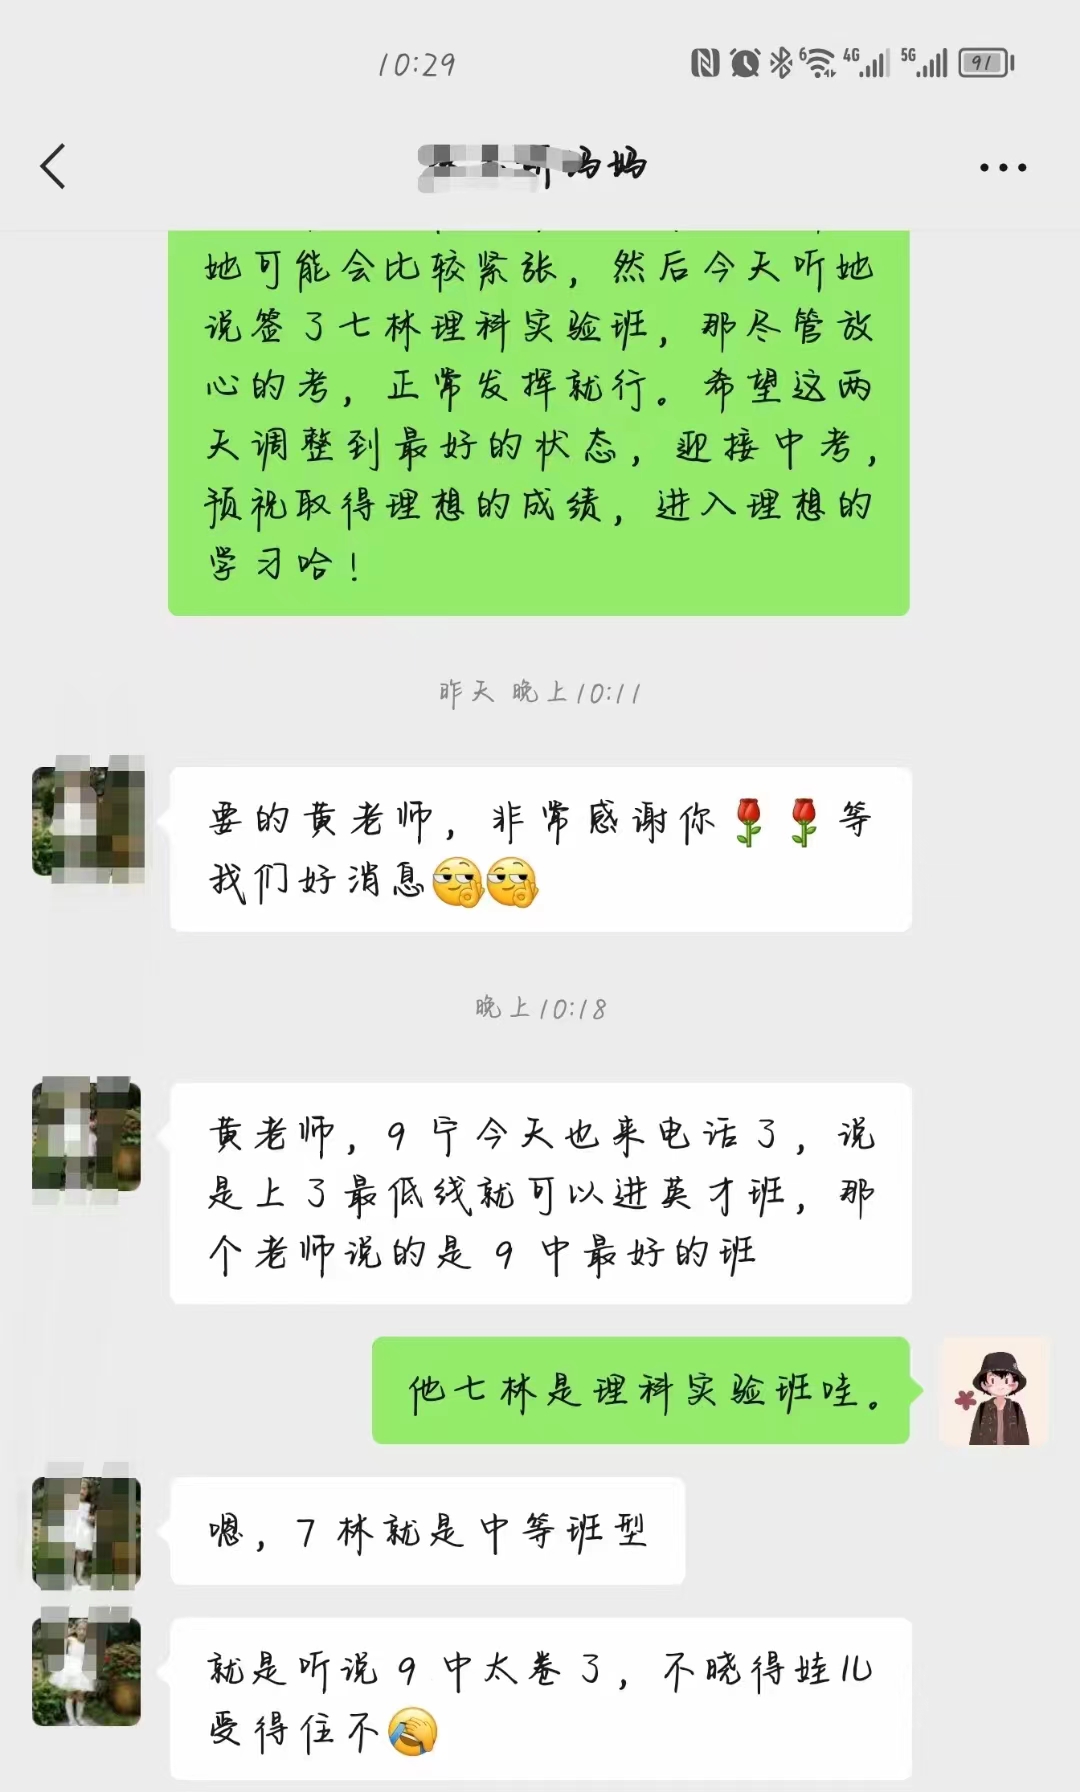 10:29
6
4G
5G
91
听妈妈
她可能会比较紧张，然后今天听她
说签了七林理科实验班，那尽管放
心的考，正常发挥就行。希望这两
天调整到最好的状态，迎接中考，
预祝取得理想的成绩，进入理想的
学习哈！
昨天 晚上10:11
要的黄老师，非常感谢你🌹🌹等
我们好消息
晚上10:18
黄老师，9宁今天也来电话了，说
是上了最低线就可以进英才班，那
个老师说的是 9 中最好的班
他七林是理科实验班哇。
嗯，7 林就是中等班型
就是听说 9 中太卷了，不晓得娃儿
受得住不